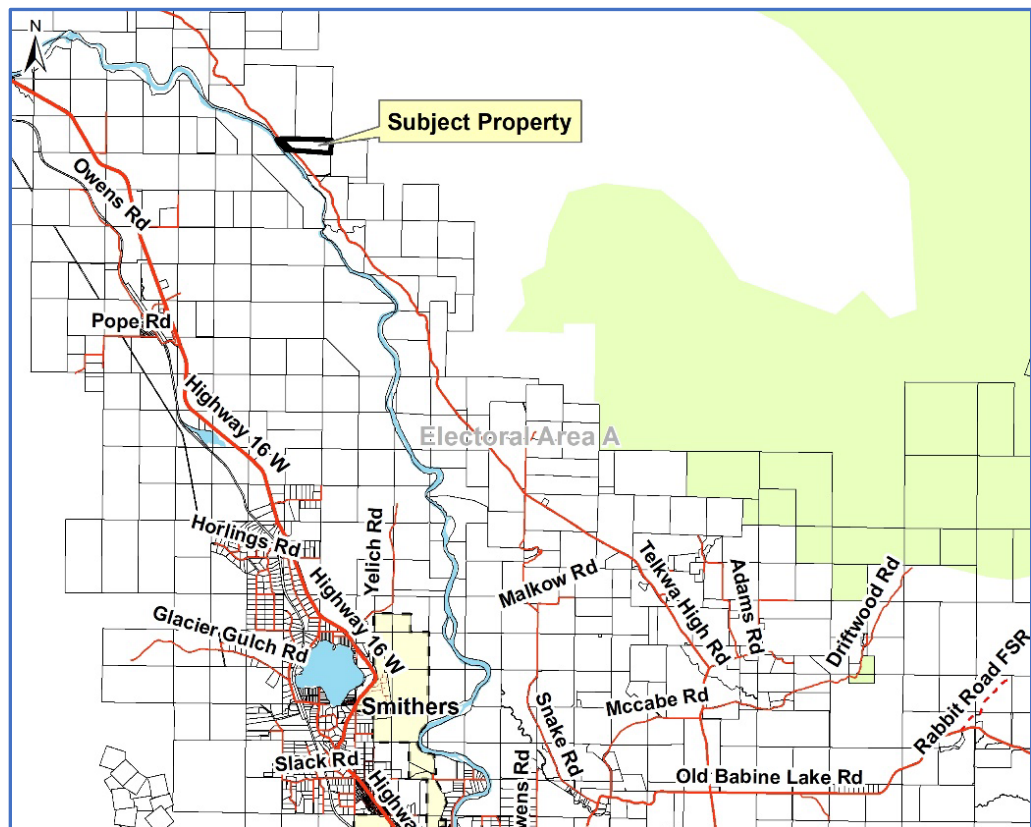 N
Subject Property
Owens Rd
Pope Rd
Highway 16 W
Electoral Area A
Horlings Rd
Yelich Rd
Highway 16 W
Malkow Rd
Telkwa High Rd
Adams Rd
Driftwood Rd
Glacier Gulch Rd
Smithers
Snake Rd
Mccabe Rd
Rabbit Road FSR
Slack Rd
Old Babine Lake Rd